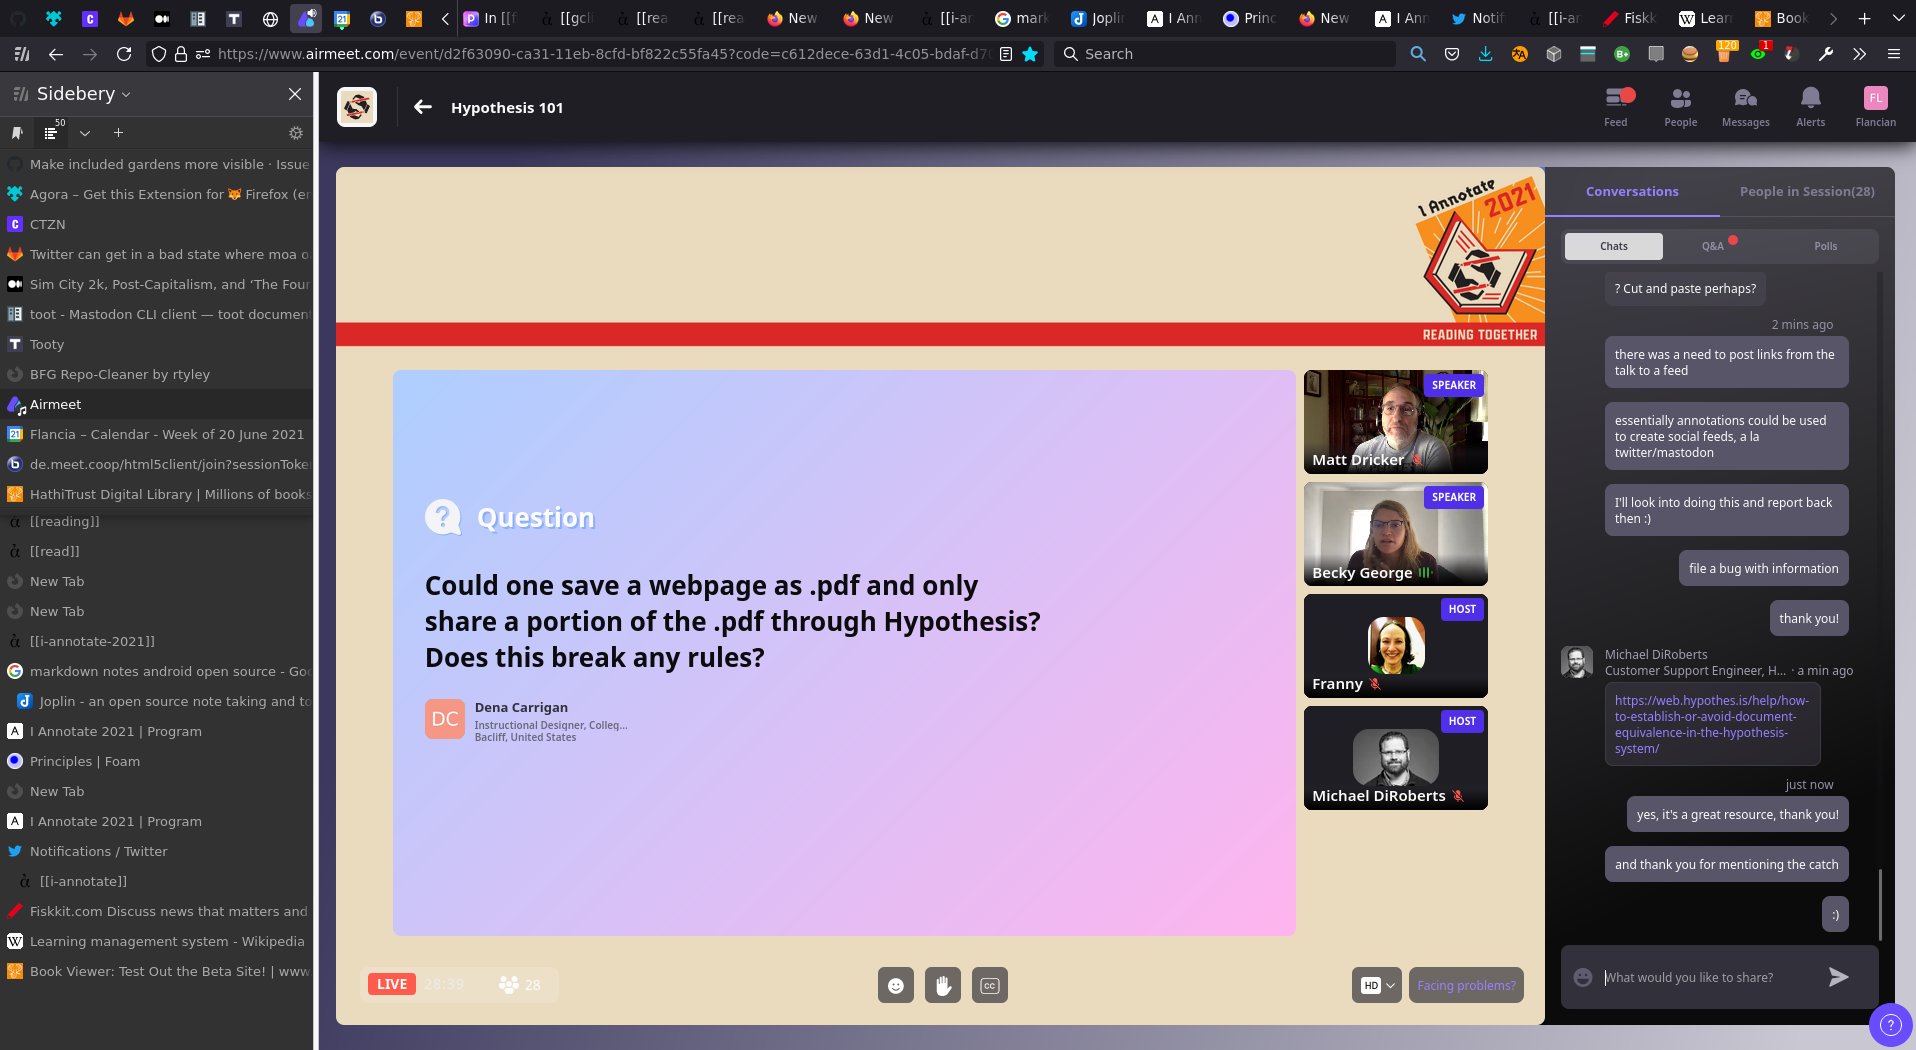 In [[f
[[gcl
[[rea
[[rea
New
New
[[i-ar
mark
Joplin
I Ann
Princ
New
I Ann
Notif
[[i-ar
Fiskk
Learn
Book
https://www.airmeet.com/event/d2f63090-ca31-11eb-8cfd-bf822c55fa45?code=c612dece-63d1-4c05-bdaf-d7
Search
120
1
Sidebery
50
Make included gardens more visible · Issue
Agora – Get this Extension for 🦊 Firefox (en
CTZN
Twitter can get in a bad state where moa o
Sim City 2k, Post-Capitalism, and ‘The Four
toot - Mastodon CLI client — toot document
Tooty
BFG Repo-Cleaner by rtyley
Airmeet
Flancia – Calendar - Week of 20 June 2021
de.meet.coop/html5client/join?sessionToke
HathiTrust Digital Library | Millions of books
[[reading]]
[[read]]
New Tab
New Tab
[[i-annotate-2021]]
markdown notes android open source - Goo
Joplin - an open source note taking and to
I Annotate 2021 | Program
Principles | Foam
New Tab
I Annotate 2021 | Program
Notifications / Twitter
[[i-annotate]]
Fiskkit.com Discuss news that matters and
Learning management system - Wikipedia
Book Viewer: Test Out the Beta Site! | www.
Hypothesis 101
Feed
People
Messages
Alerts
FL
Flancian
I Annotate
2021
READING TOGETHER
Question
Could one save a webpage as .pdf and only
share a portion of the .pdf through Hypothesis?
Does this break any rules?
DC
Dena Carrigan
Instructional Designer, Colleg...
Bacliff, United States
SPEAKER
Matt Dricker
SPEAKER
Becky George
HOST
Franny
HOST
Michael DiRoberts
LIVE
28:39
28
CC
HD
Facing problems?
Conversations
People in Session(28)
Chats
Q&A
Polls
? Cut and paste perhaps?
2 mins ago
there was a need to post links from the
talk to a feed
essentially annotations could be used
to create social feeds, a la
twitter/mastodon
I'll look into doing this and report back
then :)
file a bug with information
thank you!
Michael DiRoberts
Customer Support Engineer, H... · a min ago
https://web.hypothes.is/help/how-
to-establish-or-avoid-document-
equivalence-in-the-hypothesis-
system/
just now
yes, it's a great resource, thank you!
and thank you for mentioning the catch
:)
What would you like to share?